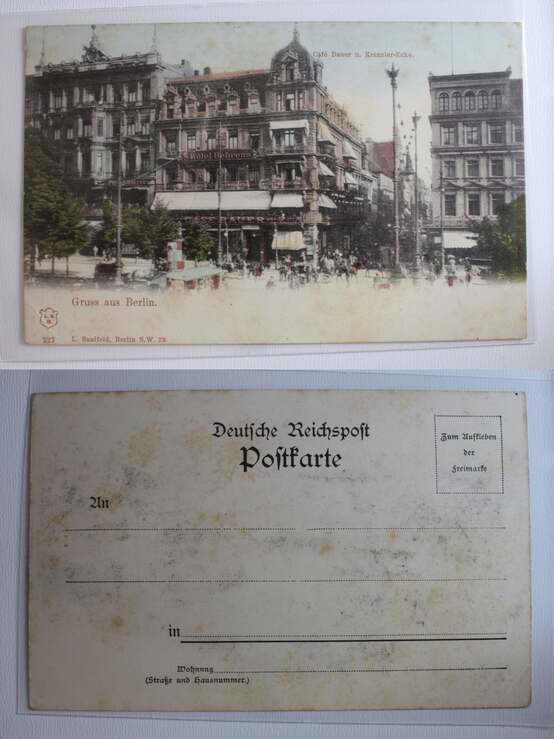 Café Bauer u. Kranzler-Ecke.
Hotel Behrens
BAUER
Gruss aus Berlin.
L. S.
B.
227 L. Saalfeld, Berlin S.W. 29
Deutsche Reichspost
Postkarte
Zum Aufkleben
der
Freimarke
An
in
Wohnung
(Straße und Hausnummer.)